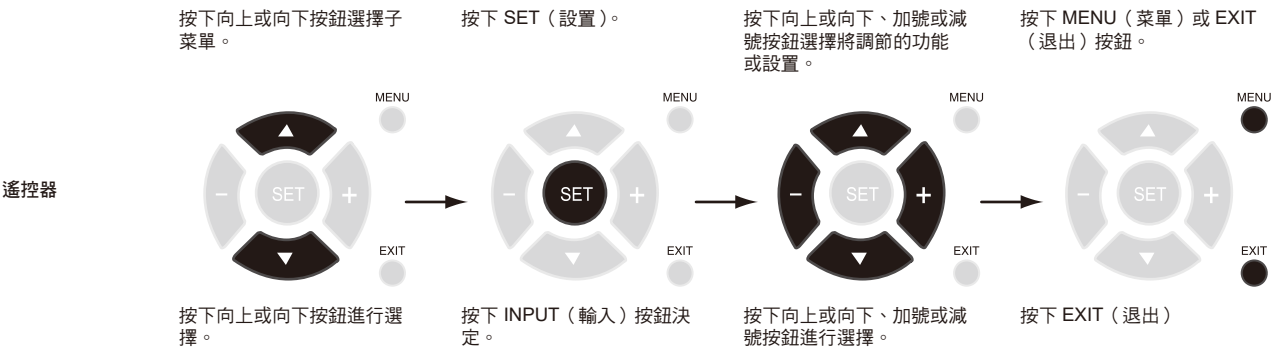 按下向上或向下按鈕選擇子
菜單。
按下 SET（設置）。
按下向上或向下、加號或減
號按鈕選擇將調節的功能
或設置。
按下 MENU（菜單）或 EXIT
（退出）按鈕。
遙控器
MENU
SET
EXIT
MENU
SET
EXIT
MENU
SET
EXIT
MENU
SET
EXIT
按下向上或向下按鈕進行選
擇。
按下 INPUT（輸入）按鈕決
定。
按下向上或向下、加號或減
號按鈕進行選擇。
按下 EXIT（退出）